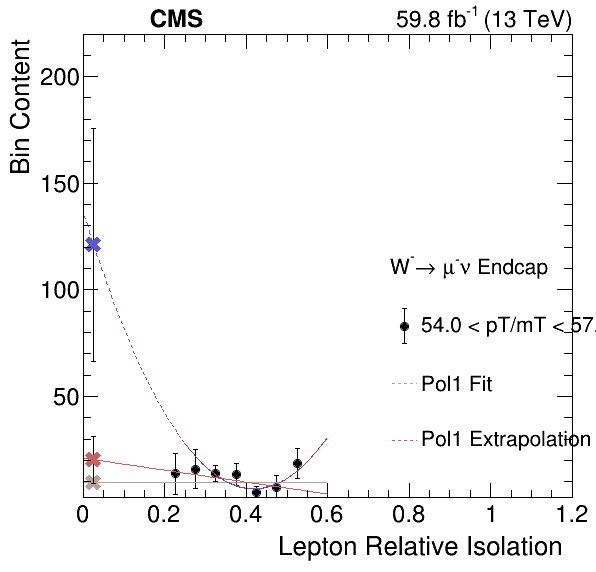 CMS 59.8 fb⁻¹ (13 TeV)
Bin Content
200
150
100
50
W⁻→ μ⁻ν Endcap
54.0 < pT/mT < 57.
Pol1 Fit
Pol1 Extrapolation
0 0.2 0.4 0.6 0.8 1 1.2
Lepton Relative Isolation